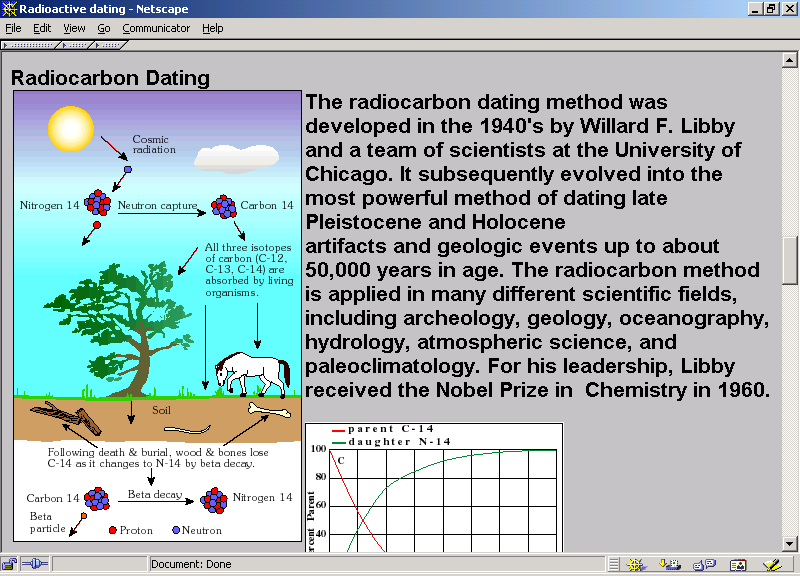 Radioactive dating - Netscape
File Edit View Go Communicator Help
Radiocarbon Dating
Cosmic
radiation
Nitrogen 14
Neutron capture
Carbon 14
All three isotopes
of carbon (C-12,
C-13, C-14) are
absorbed by living
organisms.
Soil
Following death & burial, wood & bones lose
C-14 as it changes to N-14 by beta decay.
Carbon 14
Beta decay
Nitrogen 14
Beta
particle
Proton
Neutron
The radiocarbon dating method was
developed in the 1940's by Willard F. Libby
and a team of scientists at the University of
Chicago. It subsequently evolved into the
most powerful method of dating late
Pleistocene and Holocene
artifacts and geologic events up to about
50,000 years in age. The radiocarbon method
is applied in many different scientific fields,
including archeology, geology, oceanography,
hydrology, atmospheric science, and
paleoclimatology. For his leadership, Libby
received the Nobel Prize in Chemistry in 1960.
parent C-14
daughter N-14
100
C
80
60
40
ercent Parent
Document: Done